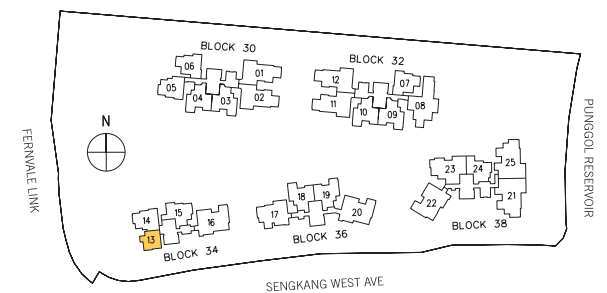 BLOCK 30
BLOCK 32
06
01
05
04
03
02
12
07
11
10
09
08
N
FERNVALE LINK
PUNGGOL RESERVOIR
23
24
25
22
21
BLOCK 38
18
19
17
20
BLOCK 36
14
15
16
13
BLOCK 34
SENGKANG WEST AVE